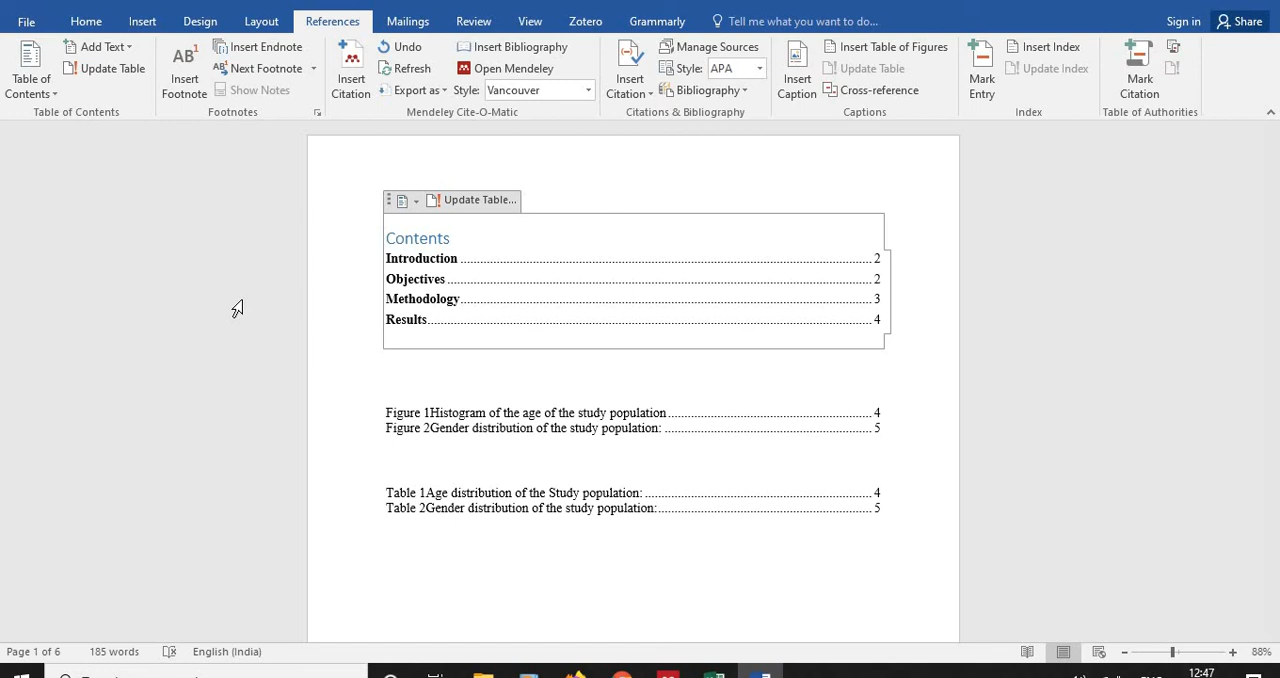 File Home Insert Design Layout References Mailings Review View Zotero Grammarly Tell me what you want to do... Sign in Share
Table of Contents
Add Text
Update Table
Table of Contents
AB1 Insert Footnote
Insert Endnote
Next Footnote
Show Notes
Footnotes
Insert Citation
Undo
Refresh
Export as
Insert Bibliography
Open Mendeley
Style: Vancouver
Mendeley Cite-O-Matic
Insert Citation
Manage Sources
Style: APA
Bibliography
Citations & Bibliography
Insert Caption
Insert Table of Figures
Update Table
Cross-reference
Captions
Mark Entry
Insert Index
Update Index
Index
Mark Citation
Table of Authorities
Update Table...
Contents
Introduction 2
Objectives 2
Methodology 3
Results 4
Figure 1Histogram of the age of the study population 4
Figure 2Gender distribution of the study population: 5
Table 1Age distribution of the Study population: 4
Table 2Gender distribution of the study population: 5
Page 1 of 6 185 words English (India) 88%
12:47